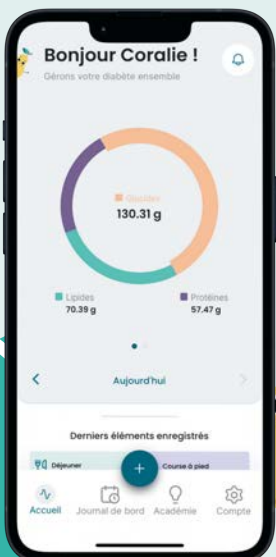 Bonjour Coralie !
Gérons votre diabète ensemble
Glucides
130.31 g
Lipides
70.39 g
Protéines
57.47 g
Aujourd'hui
Derniers éléments enregistrés
Déjeuner
Course à pied
+
Accueil
Journal de bord
Académie
Compte